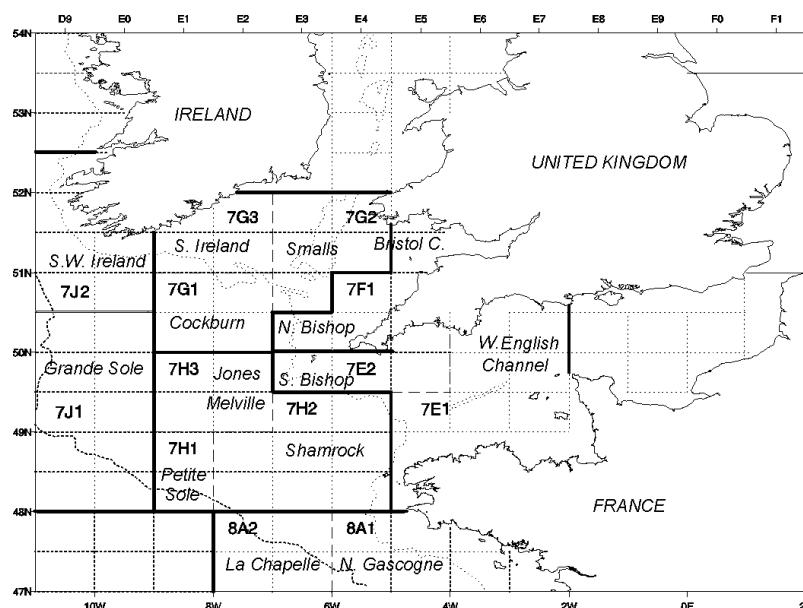 D9 E0 E1 E2 E3 E4 E5 E6 E7 E8 E9 F0 F1
54N
53N
IRELAND
UNITED KINGDOM
52N
7G3 7G2
S.W. Ireland S. Ireland Smalls Bristol C.
51N
7J2 7G1 7F1
Cockburn N. Bishop
W.English
Channel
50N
Grande Sole 7H3 Jones S. Bishop 7E2
Melville
7J1 7H2 7E1
49N
7H1 Shamrock
Petite
Sole
FRANCE
48N
8A2 8A1
La Chapelle N. Gascogne
47N
10W 8W 6W 4W 2W 0E